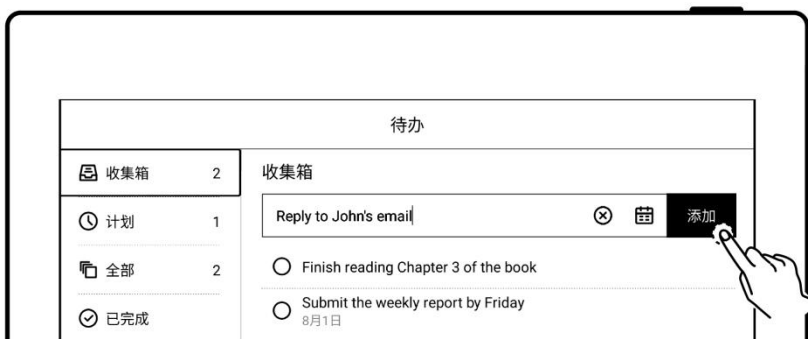 待办
收集箱 2
计划 1
全部 2
已完成
收集箱
Reply to John's email
添加
Finish reading Chapter 3 of the book
Submit the weekly report by Friday
8月1日